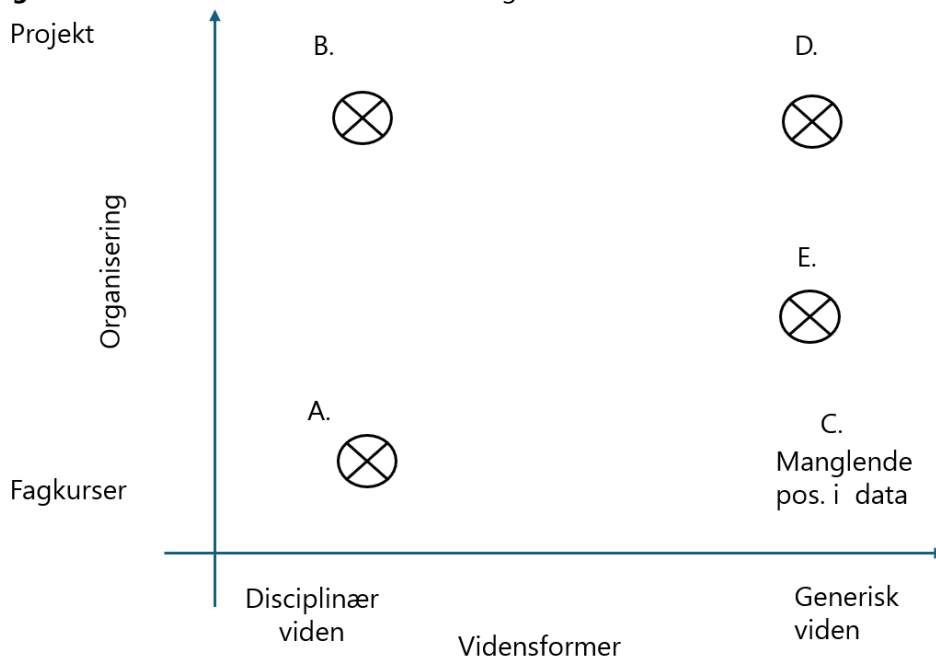 Projekt
B.
D.
Organisering
E.
A.
C.
Manglende
pos. i data
Fagkurser
Disciplinær
viden
Generisk
viden
Vidensformer